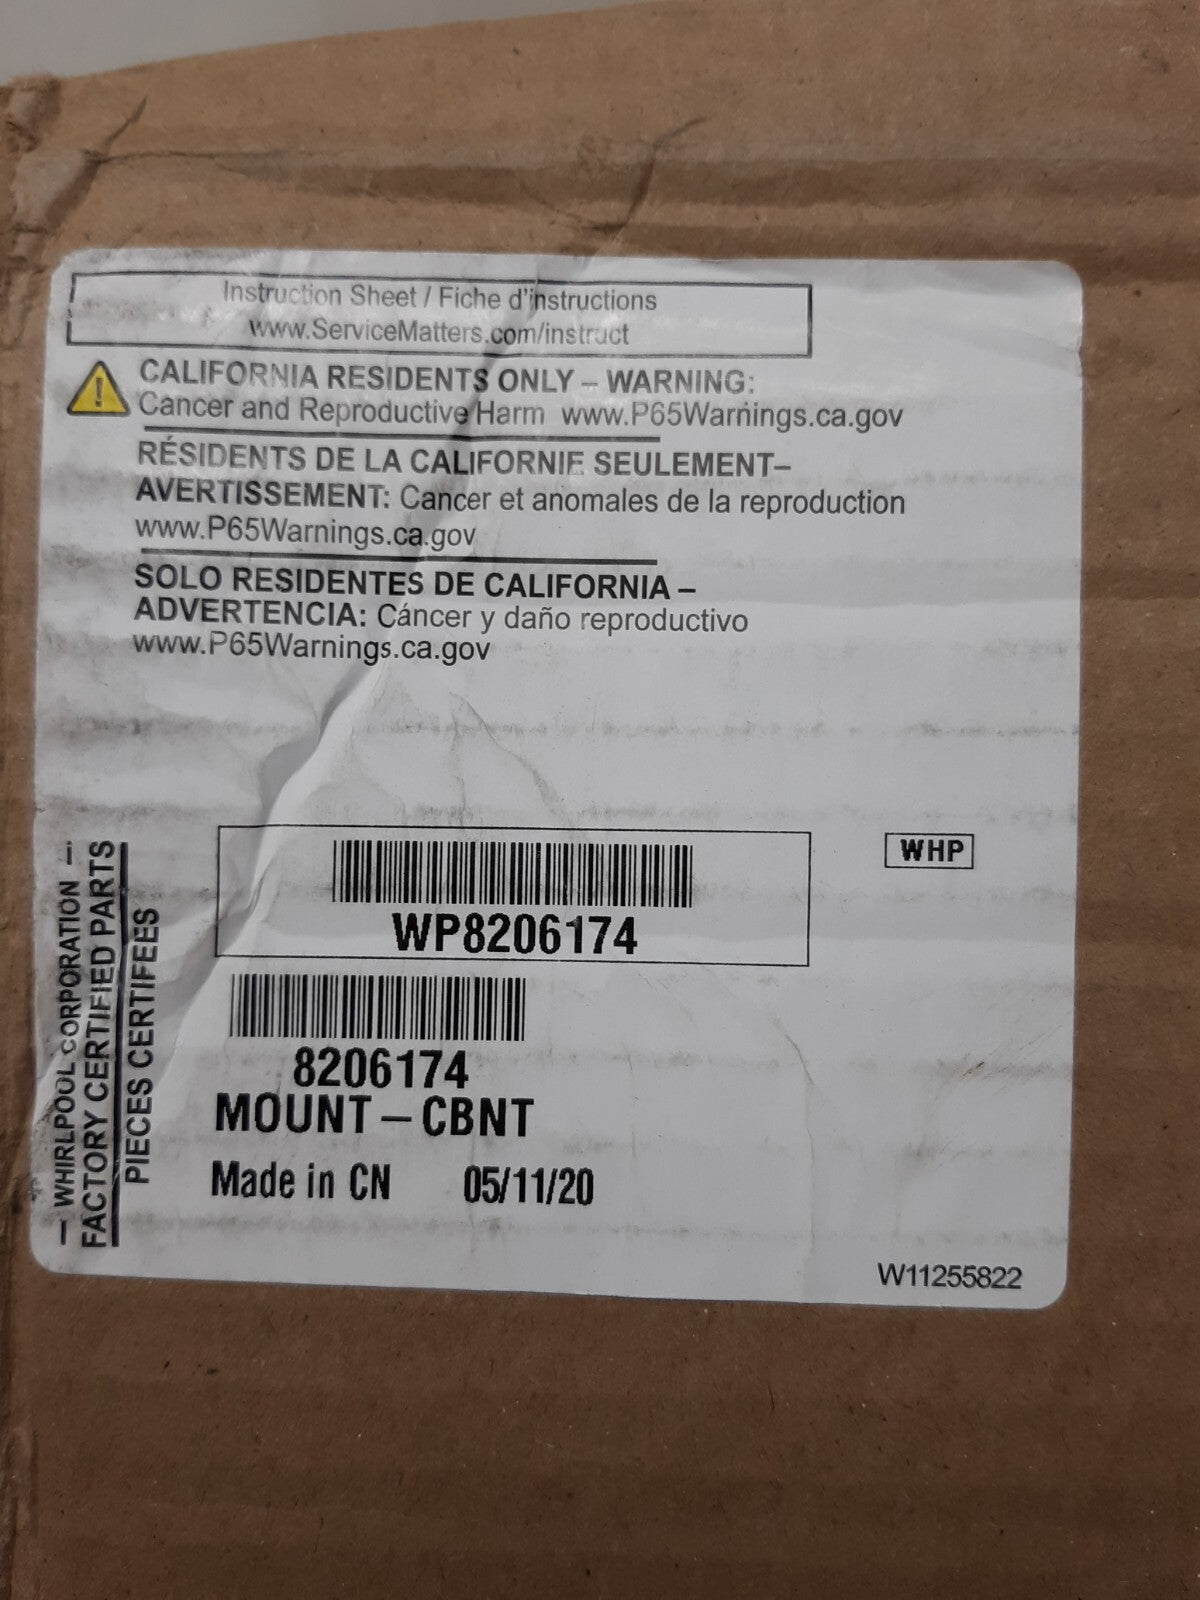 Instruction Sheet / Fiche d'instructions
www.ServiceMatters.com/instruct
CALIFORNIA RESIDENTS ONLY – WARNING:
Cancer and Reproductive Harm www.P65Warnings.ca.gov
RÉSIDENTS DE LA CALIFORNIE SEULEMENT–
AVERTISSEMENT: Cancer et anomales de la reproduction
www.P65Warnings.ca.gov
SOLO RESIDENTES DE CALIFORNIA –
ADVERTENCIA: Cáncer y daño reproductivo
www.P65Warnings.ca.gov
— WHIRLPOOL CORPORATION —
FACTORY CERTIFIED PARTS
PIECES CERTIFEES
WHP
WP8206174
8206174
MOUNT – CBNT
Made in CN 05/11/20
W11255822